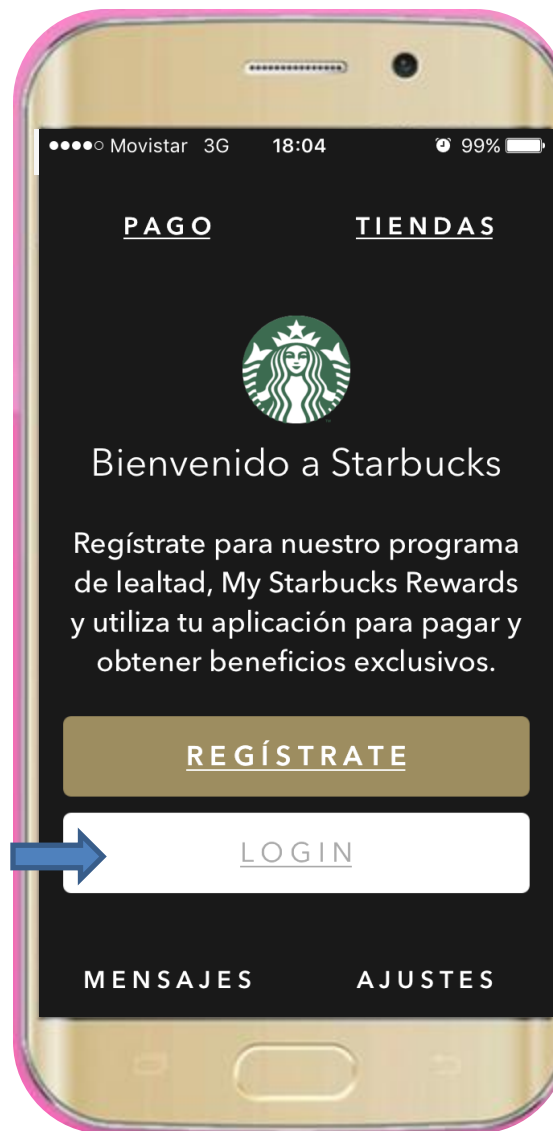 Movistar 3G 18:04 99%
PAGO TIENDAS
Bienvenido a Starbucks
Regístrate para nuestro programa
de lealtad, My Starbucks Rewards
y utiliza tu aplicación para pagar y
obtener beneficios exclusivos.
REGÍSTRATE
LOGIN
MENSAJES AJUSTES